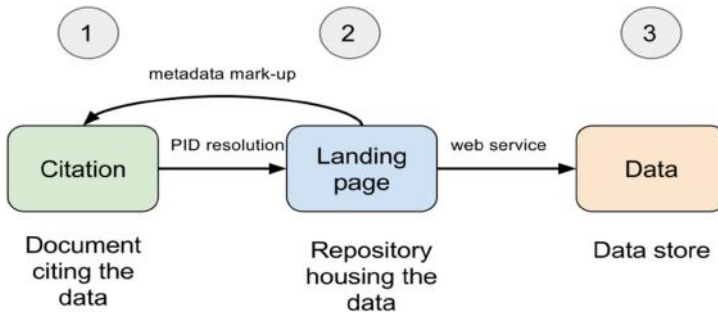 1
2
3
metadata mark-up
Citation
PID resolution
Landing
page
web service
Data
Document
citing the
data
Repository
housing the
data
Data store